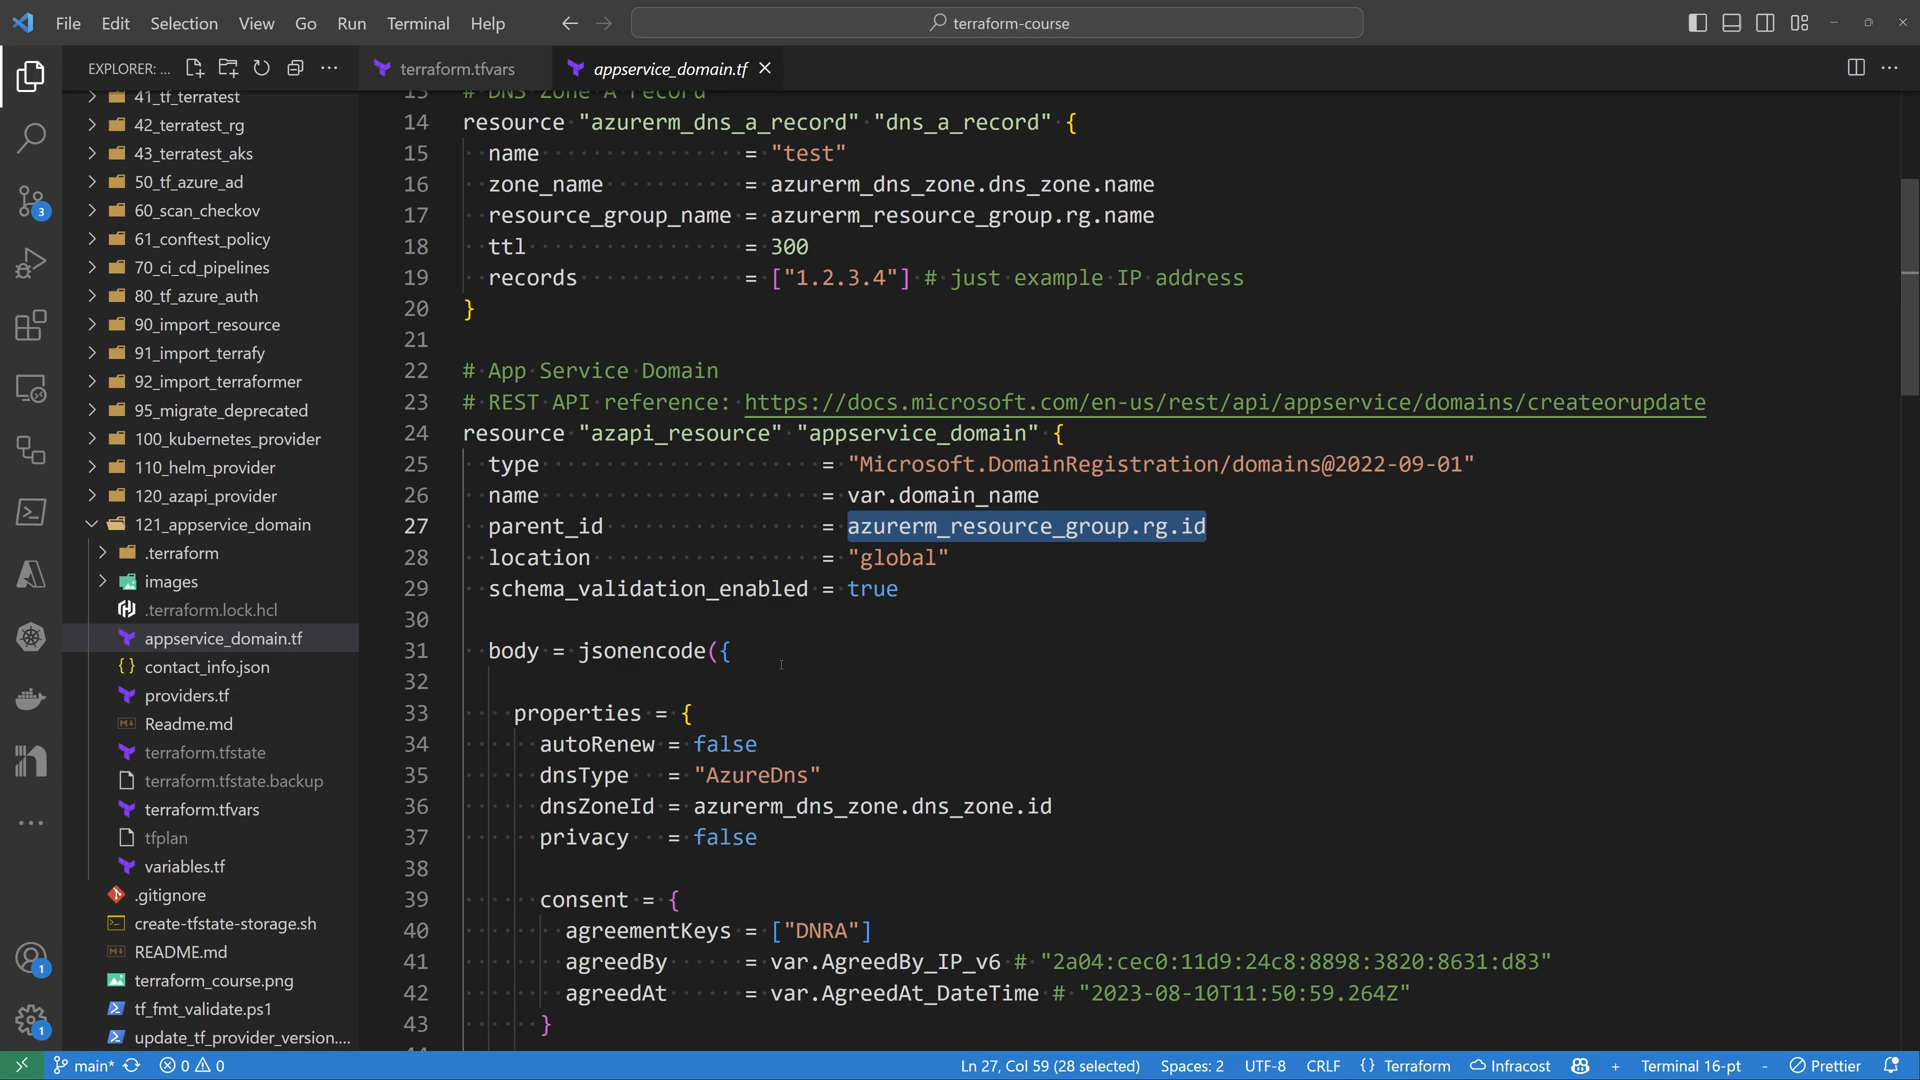 File Edit Selection View Go Run Terminal Help
terraform-course
EXPLORER: ...
terraform.tfvars
appservice_domain.tf
41_tf_terratest
42_terratest_rg
43_terratest_aks
50_tf_azure_ad
60_scan_checkov
61_conftest_policy
70_ci_cd_pipelines
80_tf_azure_auth
90_import_resource
91_import_terrafy
92_import_terraformer
95_migrate_deprecated
100_kubernetes_provider
110_helm_provider
120_azapi_provider
121_appservice_domain
.terraform
images
.terraform.lock.hcl
appservice_domain.tf
contact_info.json
providers.tf
Readme.md
terraform.tfstate
terraform.tfstate.backup
terraform.tfvars
tfplan
variables.tf
.gitignore
create-tfstate-storage.sh
README.md
terraform_course.png
tf_fmt_validate.ps1
update_tf_provider_version....
3
1
1
13 # DNS Zone A record
14 resource "azurerm_dns_a_record" "dns_a_record" {
15 name = "test"
16 zone_name = azurerm_dns_zone.dns_zone.name
17 resource_group_name = azurerm_resource_group.rg.name
18 ttl = 300
19 records = ["1.2.3.4"] # just example IP address
20 }
21
22 # App Service Domain
23 # REST API reference: https://docs.microsoft.com/en-us/rest/api/appservice/domains/createorupdate
24 resource "azapi_resource" "appservice_domain" {
25 type = "Microsoft.DomainRegistration/domains@2022-09-01"
26 name = var.domain_name
27 parent_id = azurerm_resource_group.rg.id
28 location = "global"
29 schema_validation_enabled = true
30
31 body = jsonencode({
32
33 properties = {
34 autoRenew = false
35 dnsType = "AzureDns"
36 dnsZoneId = azurerm_dns_zone.dns_zone.id
37 privacy = false
38
39 consent = {
40 agreementKeys = ["DNRA"]
41 agreedBy = var.AgreedBy_IP_v6 # "2a04:cec0:11d9:24c8:8898:3820:8631:d83"
42 agreedAt = var.AgreedAt_DateTime # "2023-08-10T11:50:59.264Z"
43 }
main* 0 0 Ln 27, Col 59 (28 selected) Spaces: 2 UTF-8 CRLF {} Terraform Infracost + Terminal 16-pt - Prettier